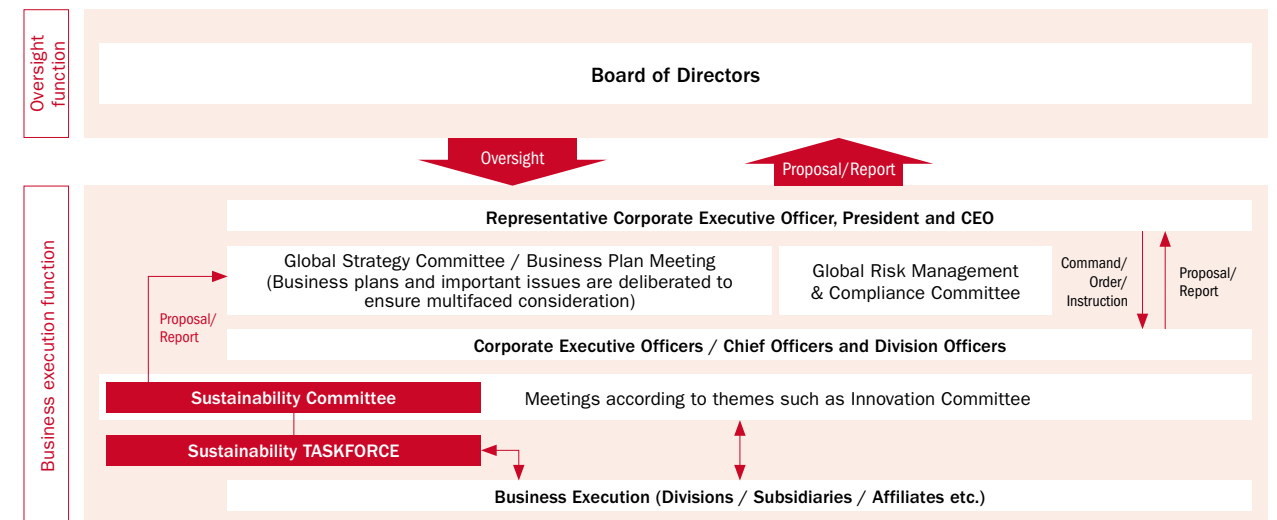 Oversight
function
Board of Directors
Oversight
Proposal/Report
Business execution function
Representative Corporate Executive Officer, President and CEO
Global Strategy Committee / Business Plan Meeting
(Business plans and important issues are deliberated to
ensure multifaced consideration)
Global Risk Management
& Compliance Committee
Command/
Order/
Instruction
Proposal/
Report
Proposal/
Report
Corporate Executive Officers / Chief Officers and Division Officers
Sustainability Committee
Meetings according to themes such as Innovation Committee
Sustainability TASKFORCE
Business Execution (Divisions / Subsidiaries / Affiliates etc.)